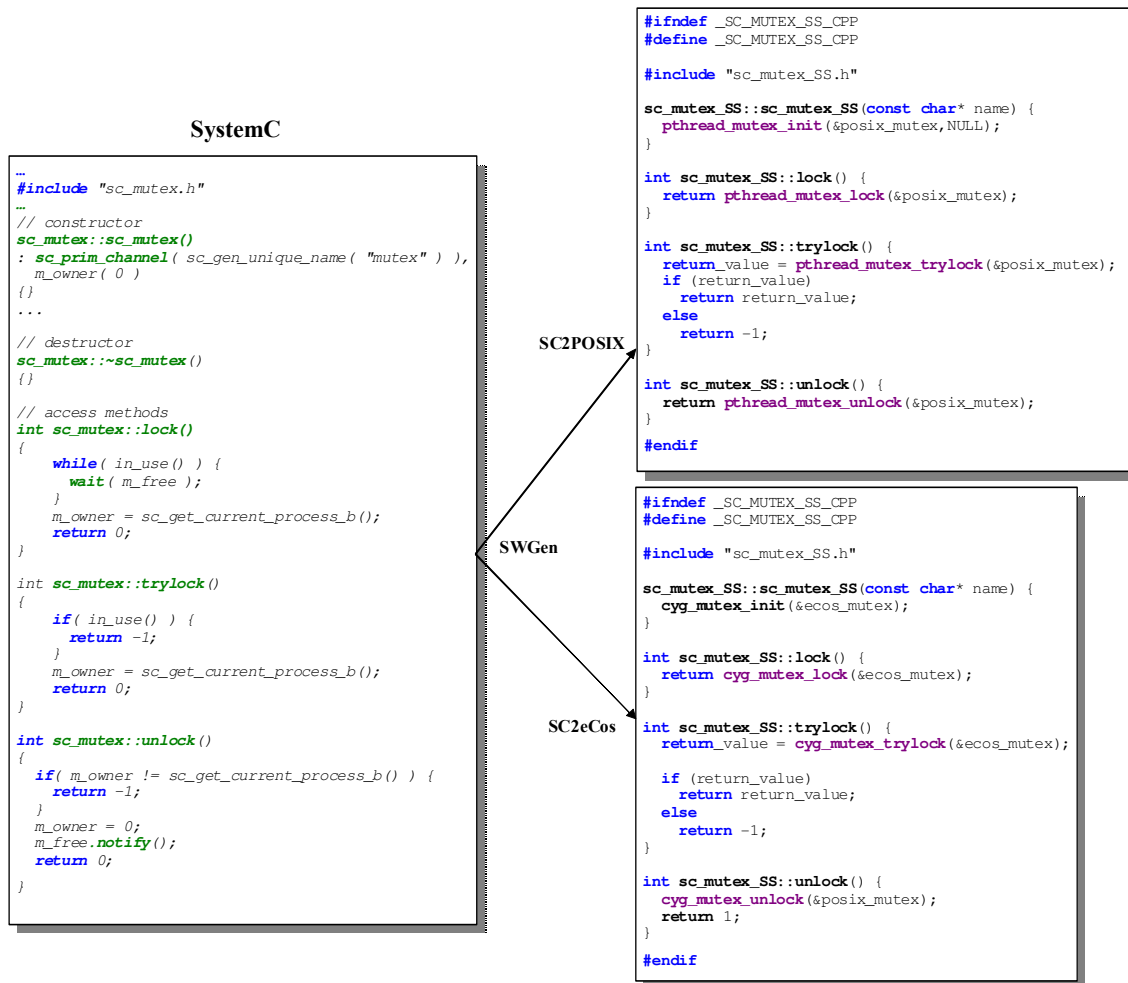 SystemC
…
#include "sc_mutex.h"
…
// constructor
sc_mutex::sc_mutex()
: sc_prim_channel( sc_gen_unique_name( "mutex" ) ),
m_owner( 0 )
{}
...
// destructor
sc_mutex::~sc_mutex()
{}
// access methods
int sc_mutex::lock()
{
while( in_use() ) {
wait( m_free );
}
m_owner = sc_get_current_process_b();
return 0;
}
int sc_mutex::trylock()
{
if( in_use() ) {
return -1;
}
m_owner = sc_get_current_process_b();
return 0;
}
int sc_mutex::unlock()
{
if( m_owner != sc_get_current_process_b() ) {
return -1;
}
m_owner = 0;
m_free.notify();
return 0;
}
SC2POSIX
SWGen
SC2eCos
#ifndef _SC_MUTEX_SS_CPP
#define _SC_MUTEX_SS_CPP
#include "sc_mutex_SS.h"
sc_mutex_SS::sc_mutex_SS(const char* name) {
pthread_mutex_init(&posix_mutex,NULL);
}
int sc_mutex_SS::lock() {
return pthread_mutex_lock(&posix_mutex);
}
int sc_mutex_SS::trylock() {
return_value = pthread_mutex_trylock(&posix_mutex);
if (return_value)
return return_value;
else
return -1;
}
int sc_mutex_SS::unlock() {
return pthread_mutex_unlock(&posix_mutex);
}
#endif
#ifndef _SC_MUTEX_SS_CPP
#define _SC_MUTEX_SS_CPP
#include "sc_mutex_SS.h"
sc_mutex_SS::sc_mutex_SS(const char* name) {
cyg_mutex_init(&ecos_mutex);
}
int sc_mutex_SS::lock() {
return cyg_mutex_lock(&ecos_mutex);
}
int sc_mutex_SS::trylock() {
return_value = cyg_mutex_trylock(&ecos_mutex);
if (return_value)
return return_value;
else
return -1;
}
int sc_mutex_SS::unlock() {
cyg_mutex_unlock(&posix_mutex);
return 1;
}
#endif